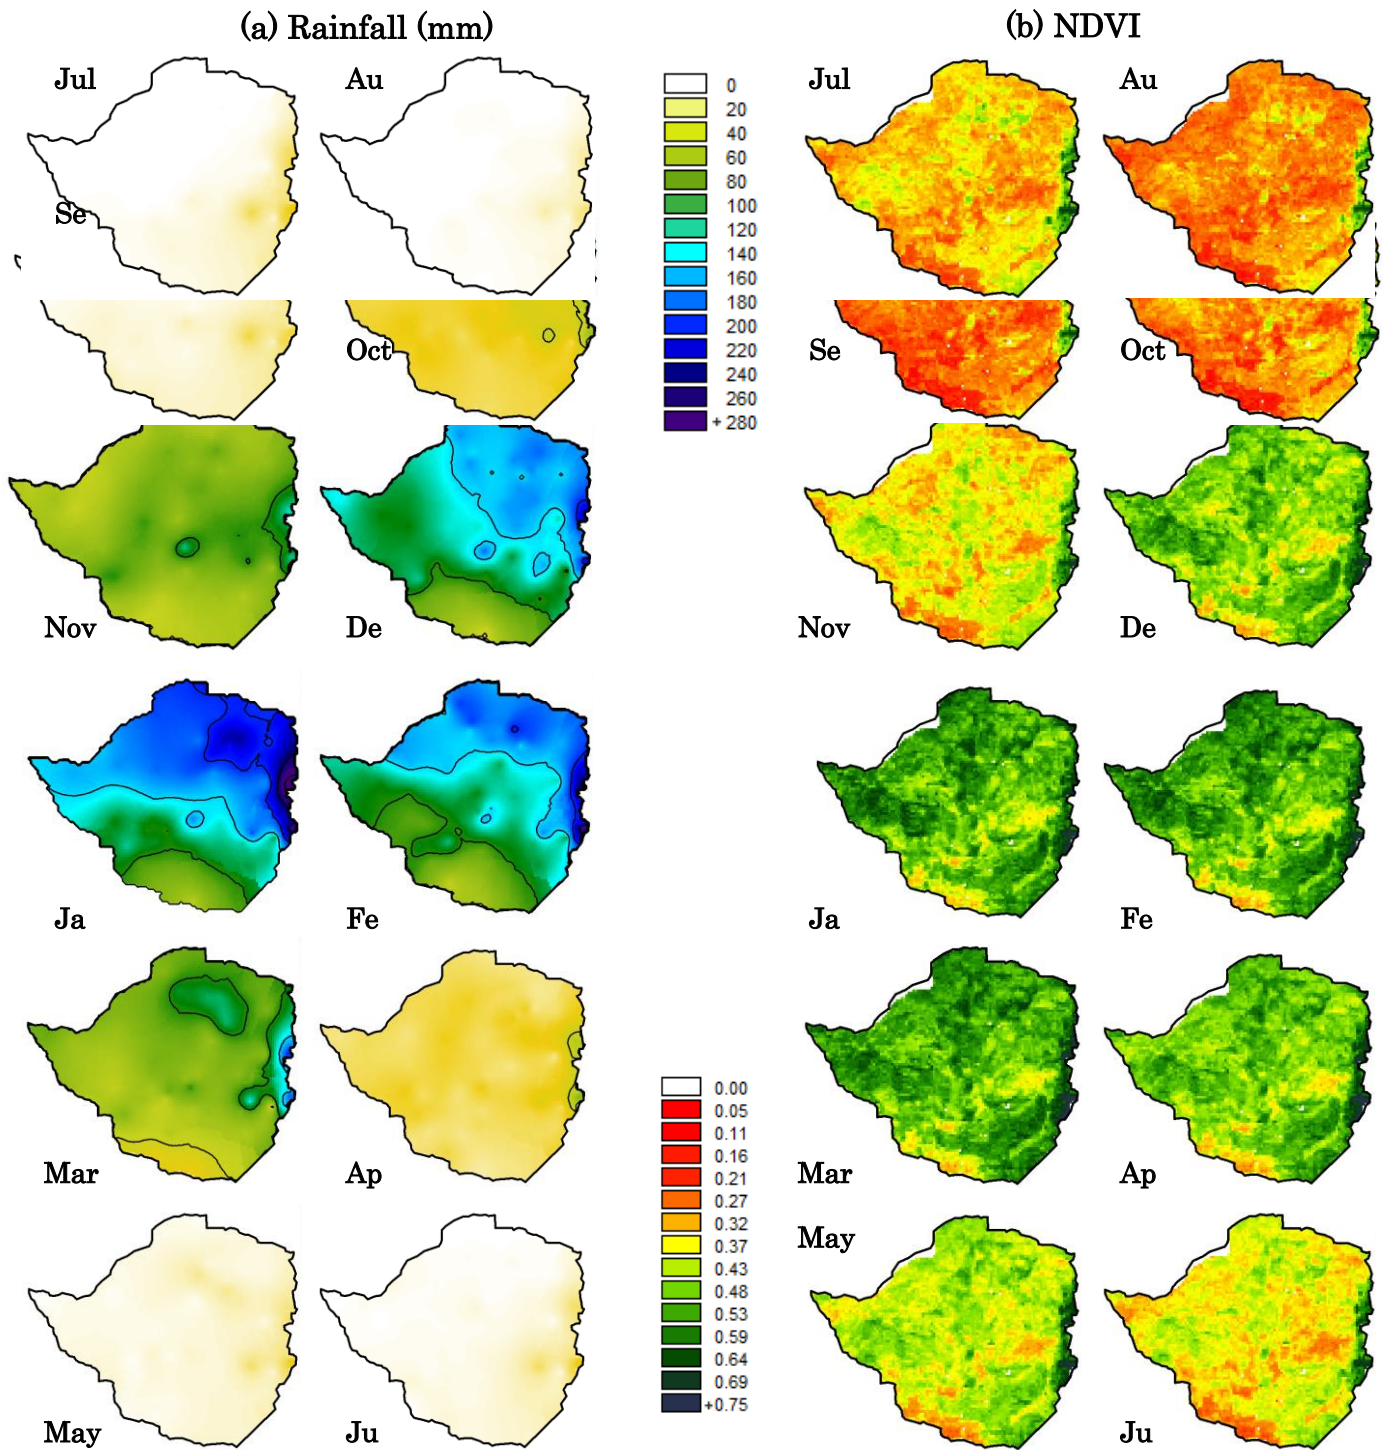 (a) Rainfall (mm)
(b) NDVI
Jul
Au
0
20
40
60
80
100
120
140
160
180
200
220
240
260
+ 280
Jul
Au
Se
Oct
Se
Oct
Nov
De
Nov
De
Ja
Fe
Ja
Fe
Mar
Ap
0.00
0.05
0.11
0.16
0.21
0.27
0.32
0.37
0.43
0.48
0.53
0.59
0.64
0.69
+0.75
Mar
Ap
May
Ju
May
Ju